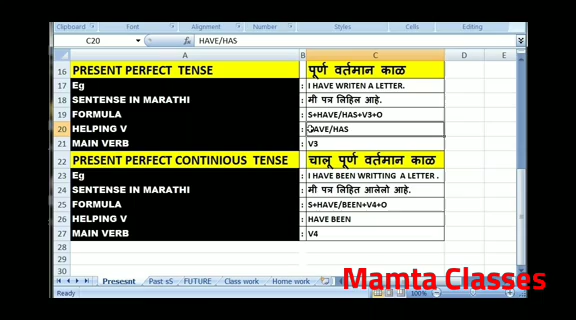 Clipboard Font Alignment Number Styles Cells Editing
C20 fx HAVE/HAS
A B C D E
16 PRESENT PERFECT TENSE पूर्ण वर्तमान काळ
17 Eg : I HAVE WRITEN A LETTER.
18 SENTENSE IN MARATHI : मी पत्र लिहिल आहे.
19 FORMULA : S+HAVE/HAS+V3+O
20 HELPING V : HAVE/HAS
21 MAIN VERB : V3
22 PRESENT PERFECT CONTINIOUS TENSE चालू पूर्ण वर्तमान काळ
23 Eg : I HAVE BEEN WRITTING A LETTER .
24 SENTENSE IN MARATHI : मी पत्र लिहित आलेलो आहे.
25 FORMULA : S+HAVE/BEEN+V4+O
26 HELPING V : HAVE BEEN
27 MAIN VERB : V4
28
29
30
Presesnt Past sS FUTURE Class work Home work
Ready 100%
Mamta Classes